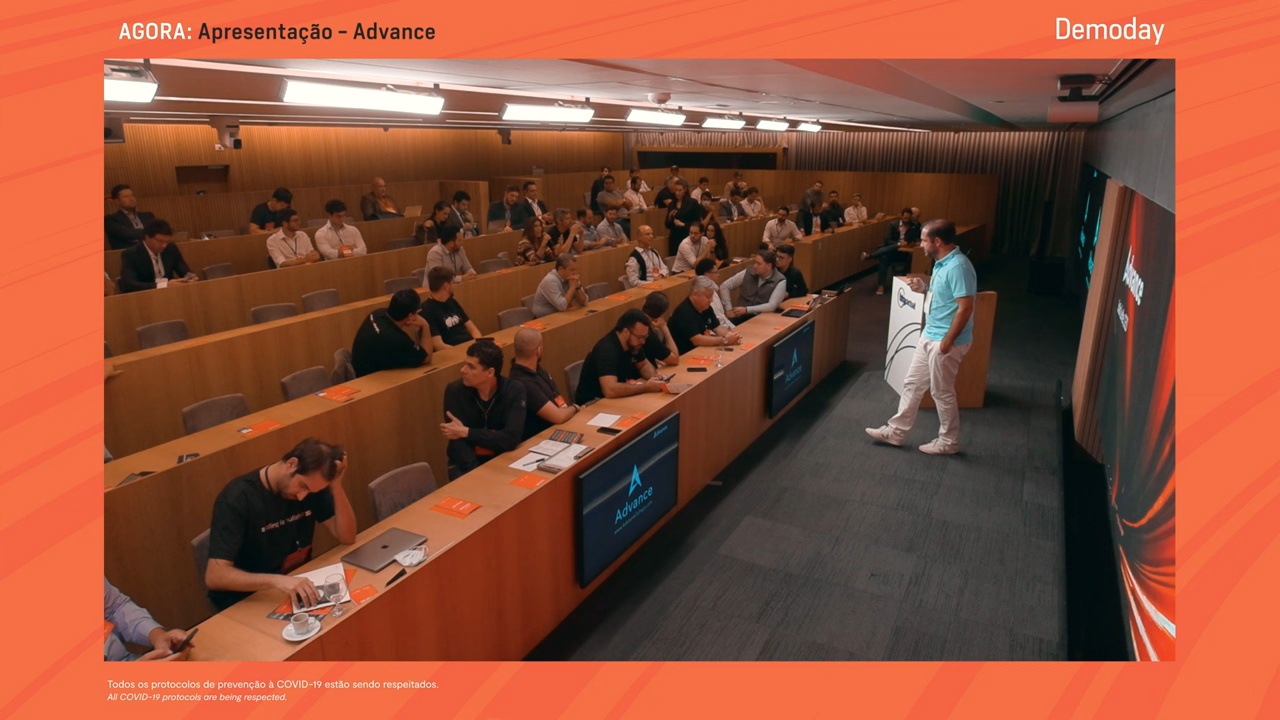 AGORA: Apresentação - Advance
Demoday
Advance
Advance
Advance
Todos os protocolos de prevenção à COVID-19 estão sendo respeitados.
All COVID-19 protocols are being respected.